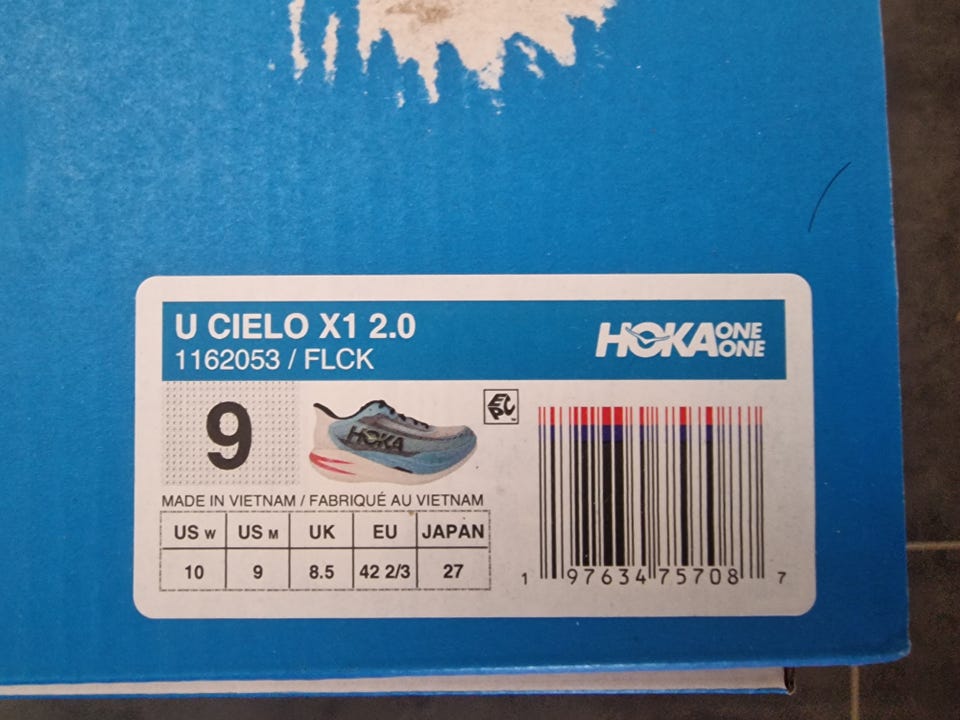 U CIELO X1 2.0
1162053 / FLCK
HOKA ONE ONE
9
HOKA
EPC
MADE IN VIETNAM / FABRIQUÉ AU VIETNAM
US W US M UK EU JAPAN
10 9 8.5 42 2/3 27
1 97634 75708 7